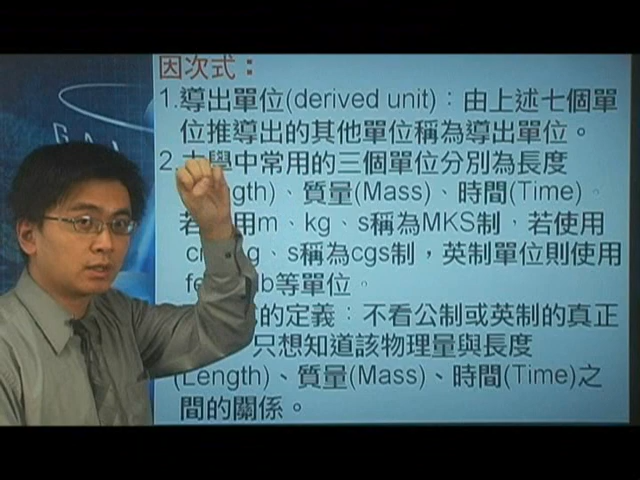 因次式：
1.導出單位(derived unit)：由上述七個單
位推導出的其他單位稱為導出單位。
2.力學中常用的三個單位分別為長度
ngth)、質量(Mass)、時間(Time)。
若 用m、kg、s稱為MKS制，若使用
g、s稱為cgs制，英制單位則使用
b等單位。
的定義：不看公制或英制的真正
只想知道該物理量與長度
(Length)、質量(Mass)、時間(Time)之
間的關係。